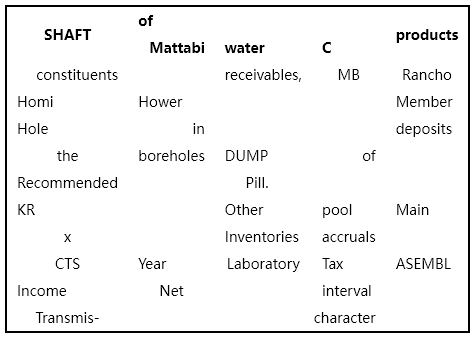 SHAFT of Mattabi water C products
constituents receivables, MB Rancho
Homi Hower Member
Hole in deposits
the boreholes DUMP of
Recommended Pill.
KR Other pool Main
x Inventories accruals
CTS Year Laboratory Tax ASEMBL
Income Net interval
Transmis- character